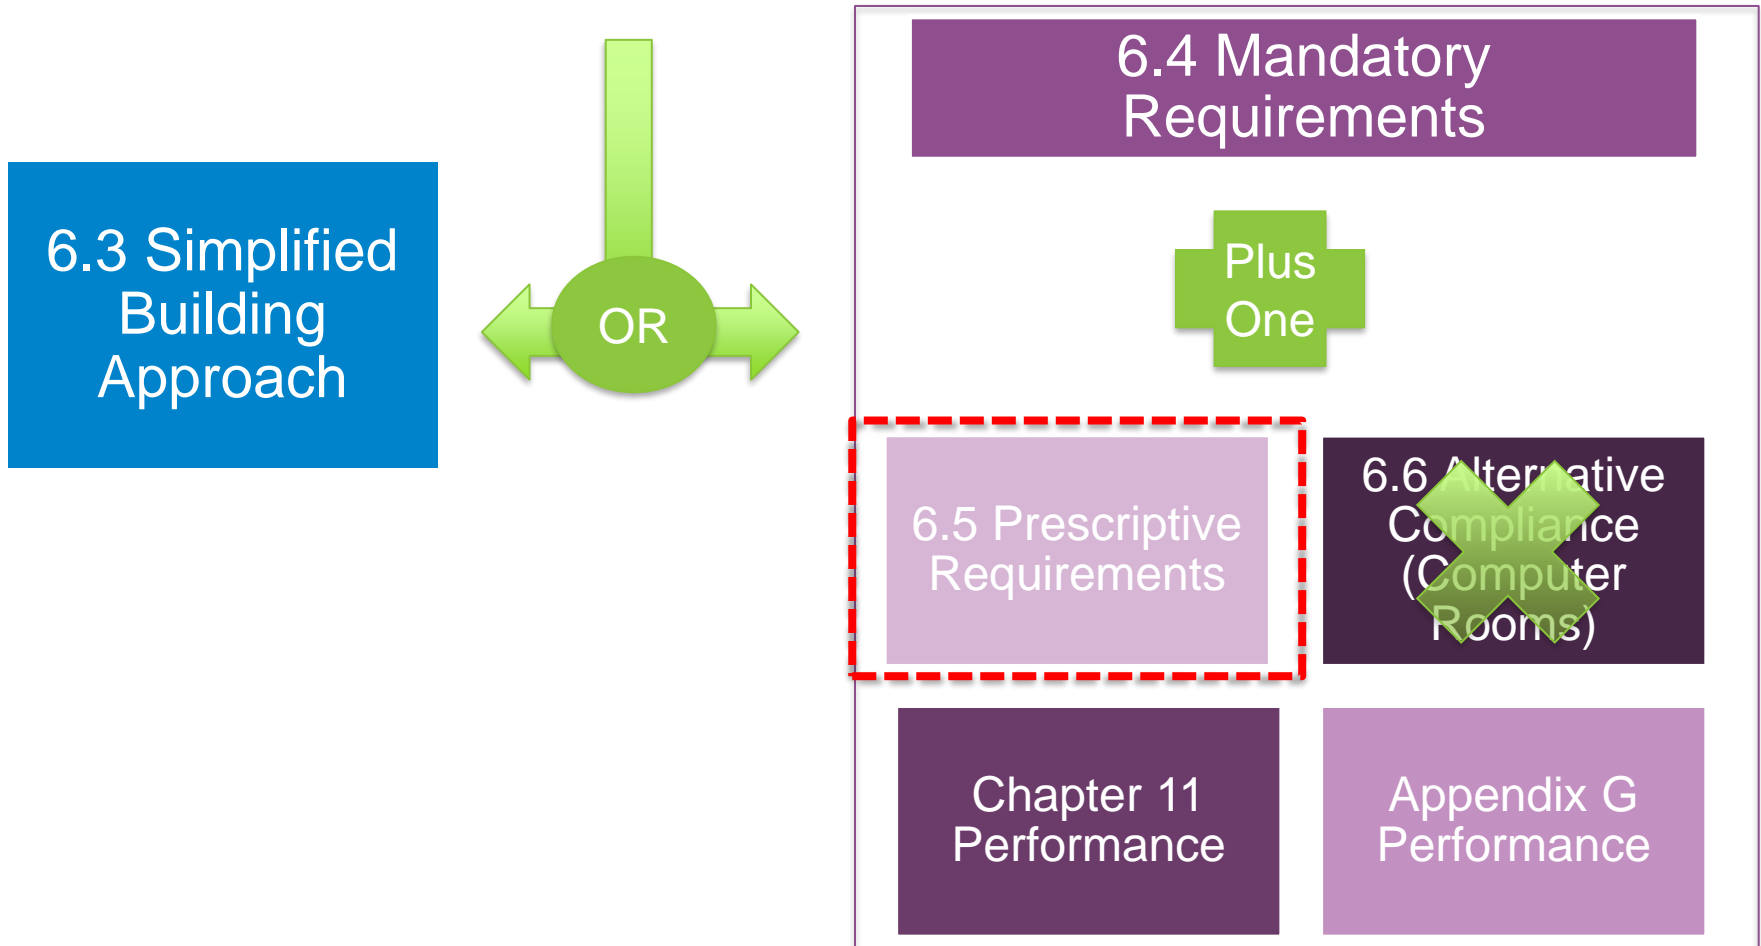 6.4 Mandatory
Requirements
6.3 Simplified
Building
Approach
OR
Plus
One
6.5 Prescriptive
Requirements
6.6 Alternative
Compliance
(Computer
Rooms)
Chapter 11
Performance
Appendix G
Performance